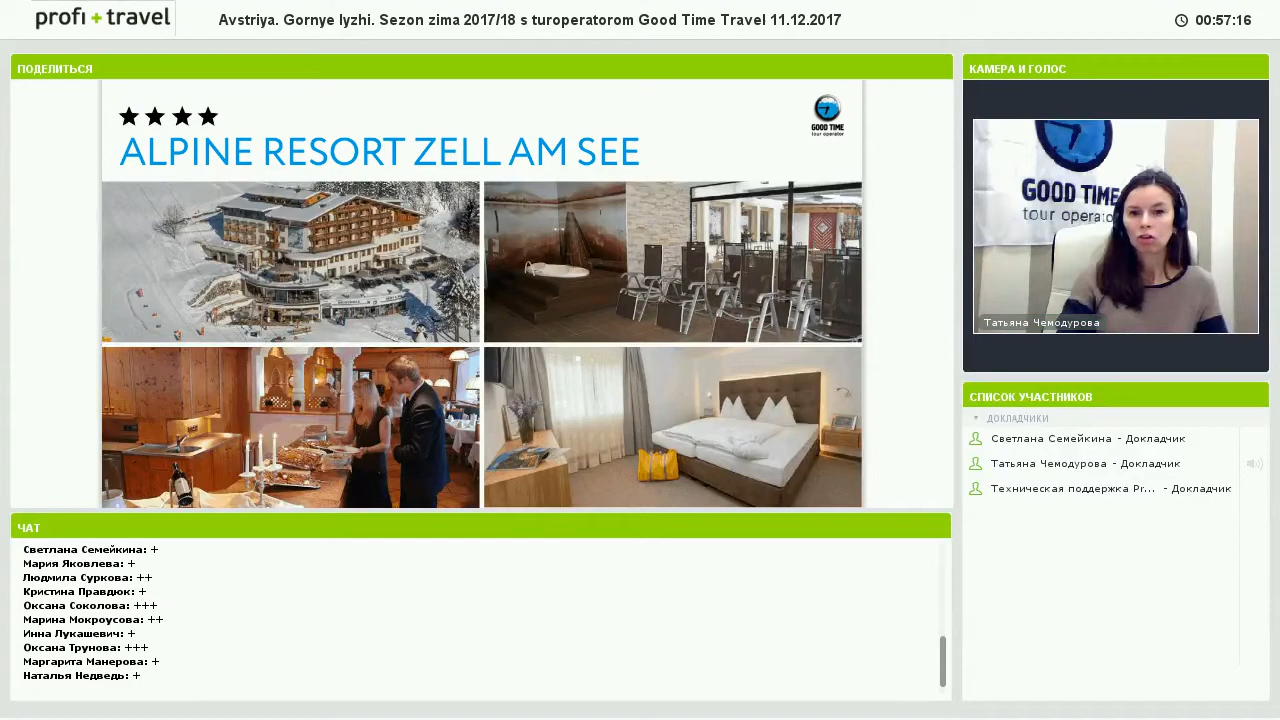 profi + travel
Avstriya. Gornye lyzhi. Sezon zima 2017/18 s turoperatorom Good Time Travel 11.12.2017
00:57:16
ПОДЕЛИТЬСЯ
★★★★
ALPINE RESORT ZELL AM SEE
GOOD TIME
tour operator
КАМЕРА И ГОЛОС
GOOD TIME
tour operato
Татьяна Чемодурова
СПИСОК УЧАСТНИКОВ
ДОКЛАДЧИКИ
Светлана Семейкина - Докладчик
Татьяна Чемодурова - Докладчик
Техническая поддержка Pr... - Докладчик
ЧАТ
Светлана Семейкина: +
Мария Яковлева: +
Людмила Суркова: ++
Кристина Правдюк: +
Оксана Соколова: +++
Марина Мокроусова: ++
Инна Лукашевич: +
Оксана Трунова: +++
Маргарита Манерова: +
Наталья Недведь: +